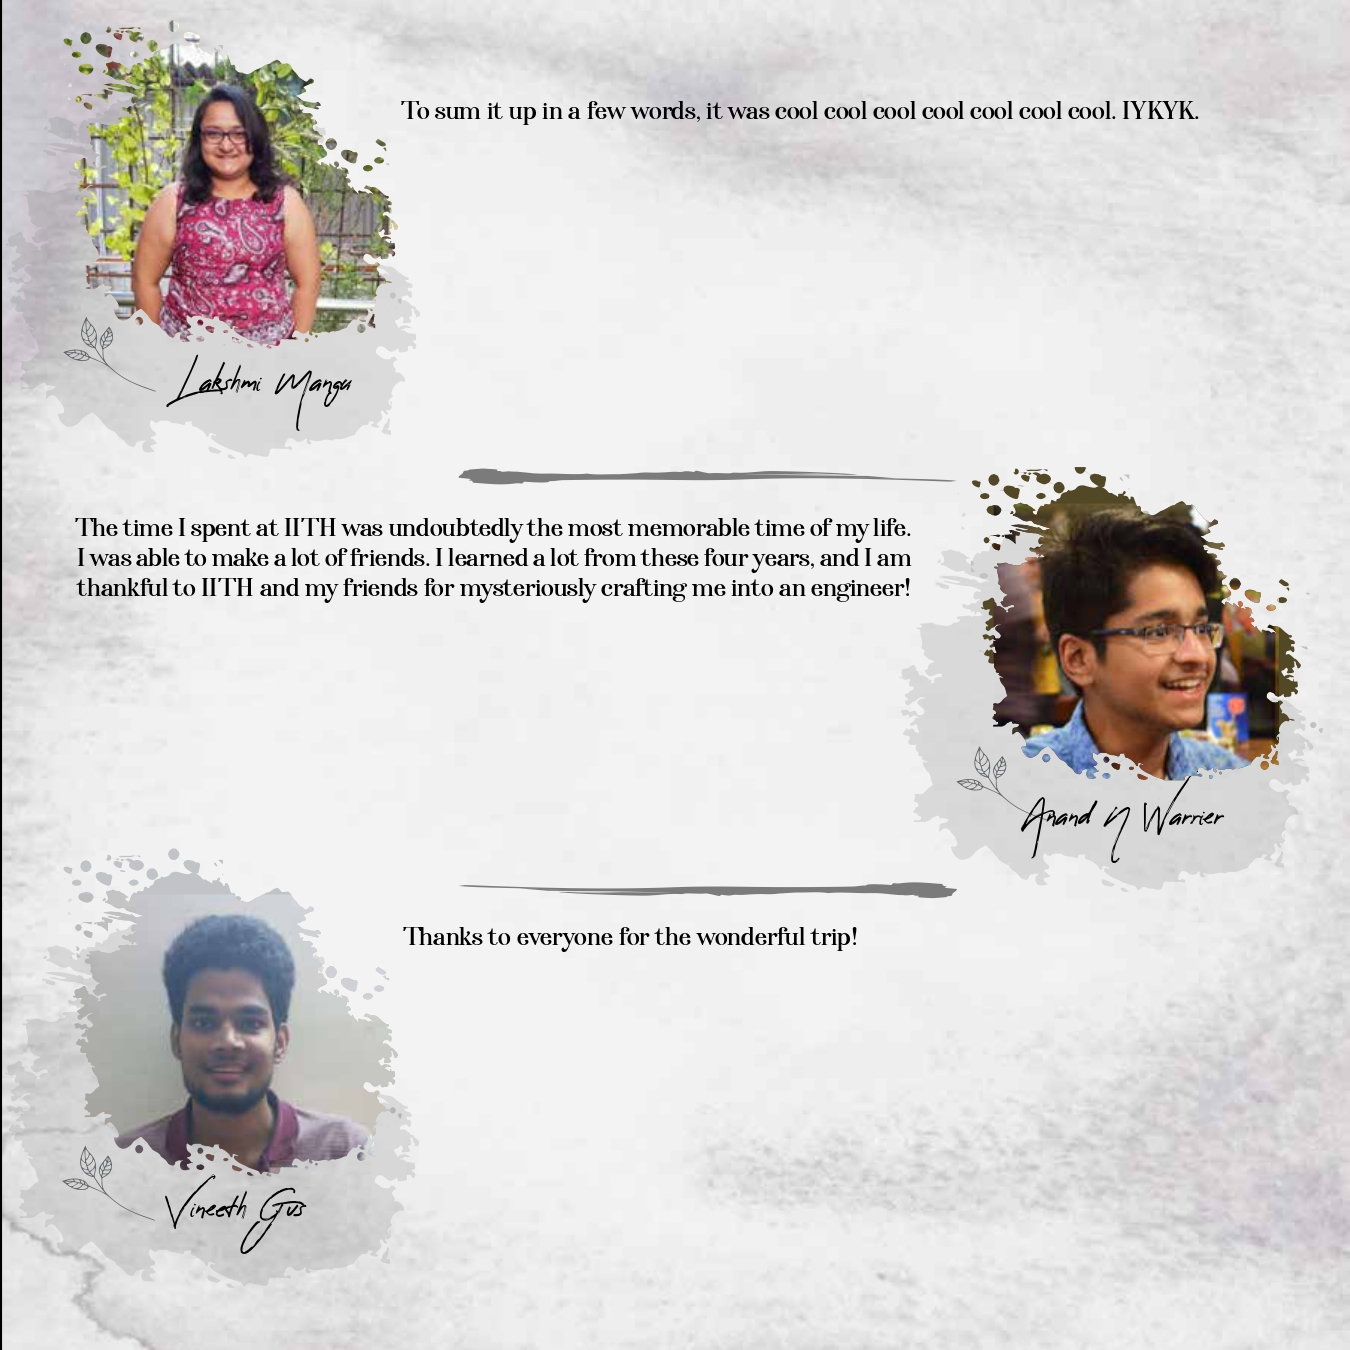 To sum it up in a few words, it was cool cool cool cool cool cool cool. IYKYK.
Lakshmi Mangu
The time I spent at IITH was undoubtedly the most memorable time of my life.
I was able to make a lot of friends. I learned a lot from these four years, and I am
thankful to IITH and my friends for mysteriously crafting me into an engineer!
Anand N Warrier
Thanks to everyone for the wonderful trip!
Vineeth Gvs